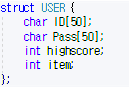 struct USER {
    char ID[50];
    char Pass[50];
    int highscore;
    int item;
};